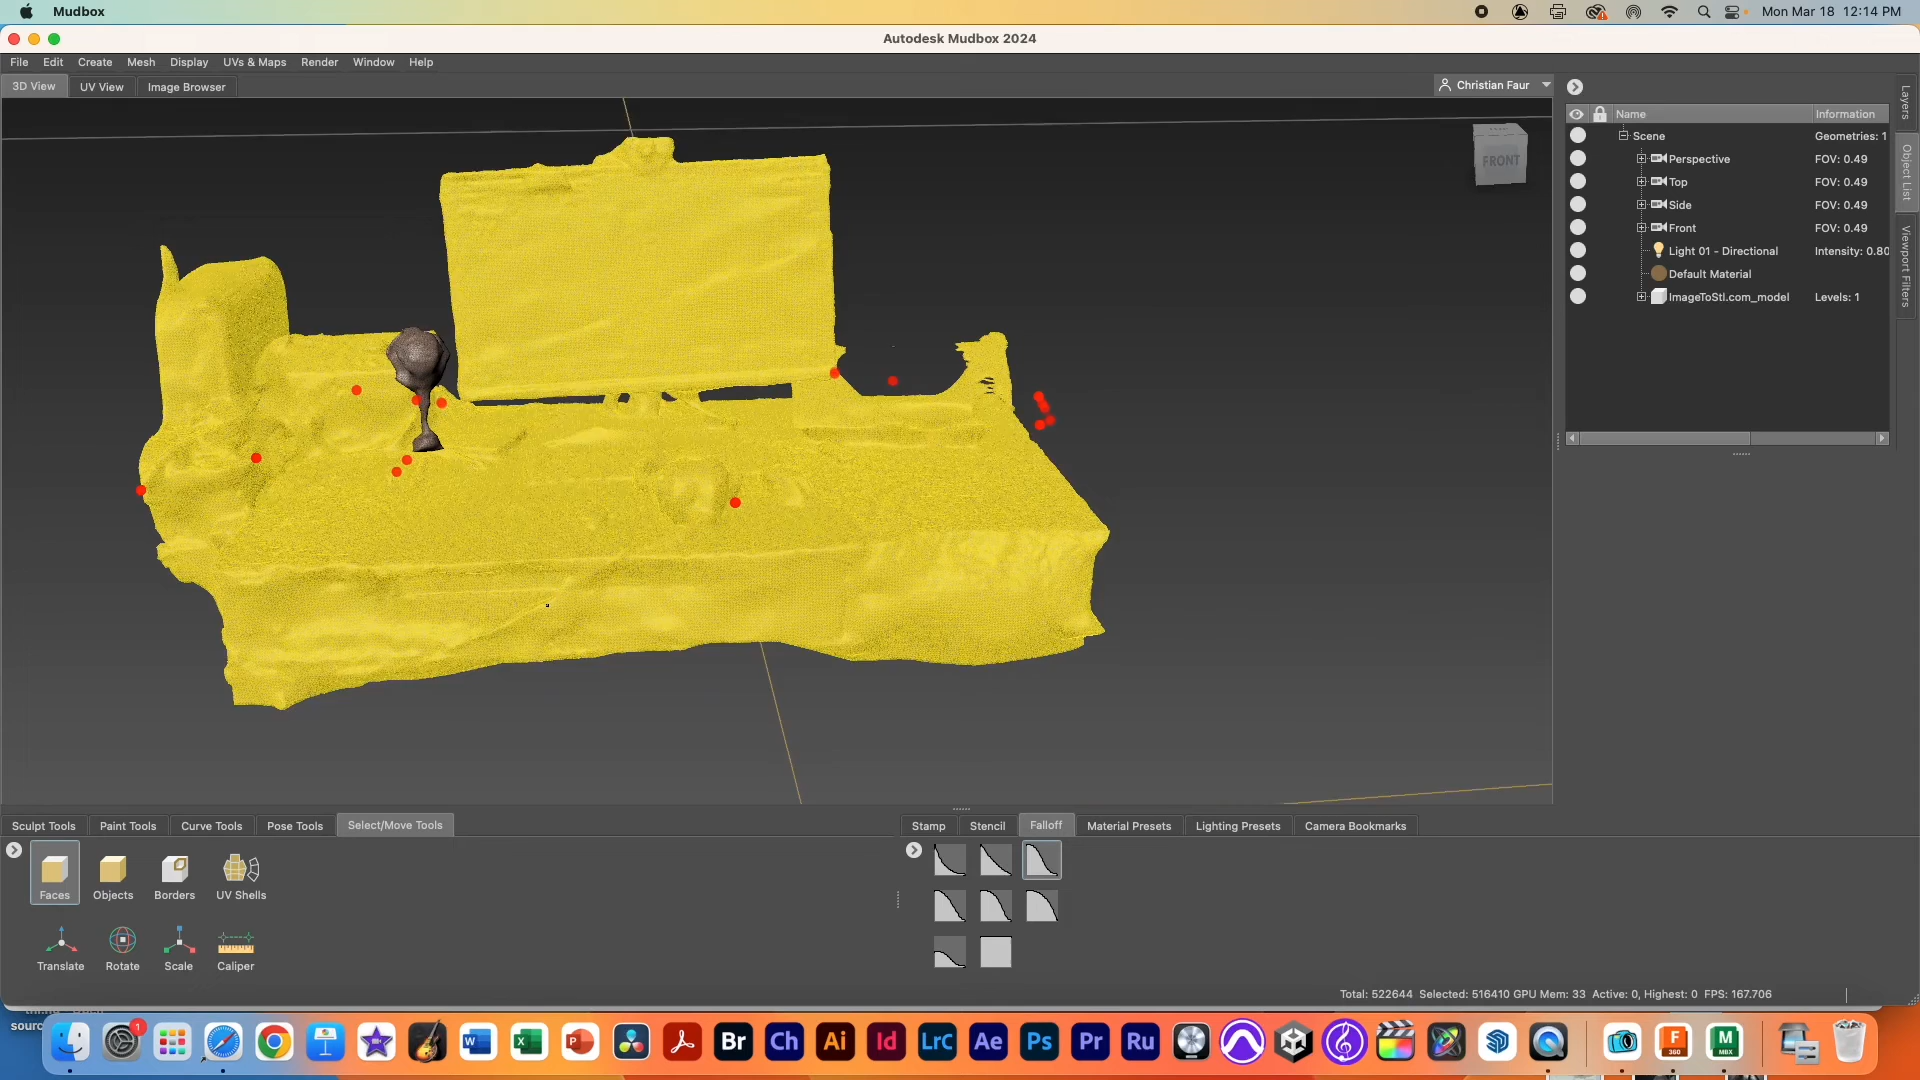 Mudbox
Mon Mar 18 12:14 PM
Autodesk Mudbox 2024
File Edit Create Mesh Display UVs & Maps Render Window Help
3D View UV View Image Browser
Christian Faur
FRONT
Name Information
Scene Geometries: 1
Perspective FOV: 0.49
Top FOV: 0.49
Side FOV: 0.49
Front FOV: 0.49
Light 01 - Directional Intensity: 0.80
Default Material
ImageToStl.com_model Levels: 1
Layers
Object List
Viewport Filters
Sculpt Tools Paint Tools Curve Tools Pose Tools Select/Move Tools
Stamp Stencil Falloff Material Presets Lighting Presets Camera Bookmarks
Faces Objects Borders UV Shells
Translate Rotate Scale Caliper
Total: 522644 Selected: 516410 GPU Mem: 33 Active: 0, Highest: 0 FPS: 167.706
sourc
1
W X P Br Ch Ai Id LrC Ae Ps Pr Ru
F
360
M
MBX